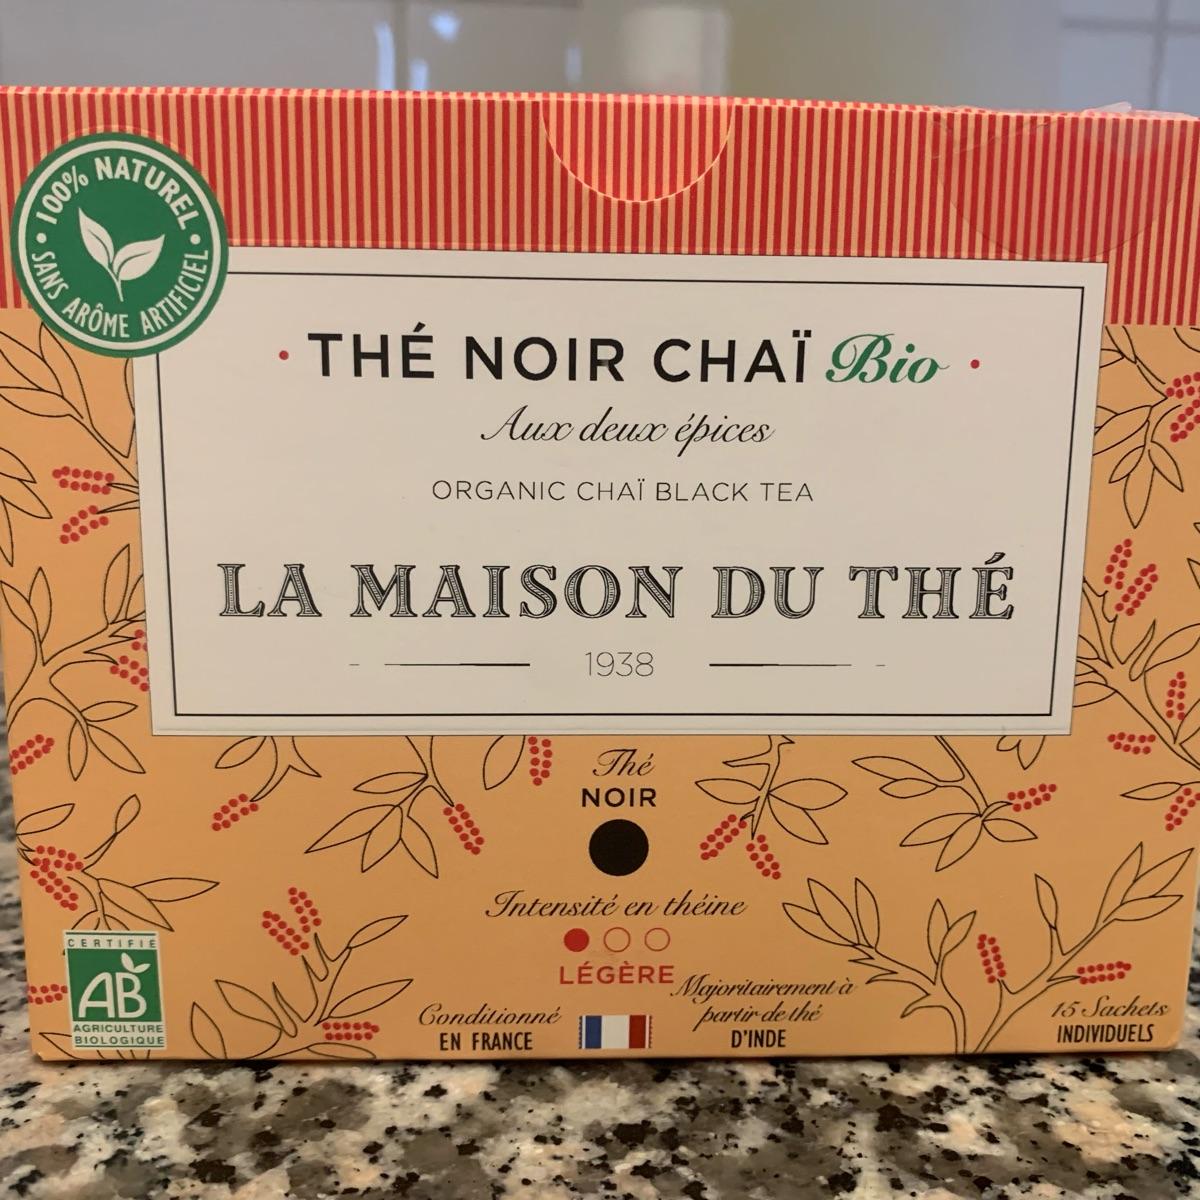 100% NATUREL
SANS ARÔME ARTIFICIEL
THÉ NOIR CHAÏ Bio
Aux deux épices
ORGANIC CHAÏ BLACK TEA
LA MAISON DU THÉ
1938
Thé
NOIR
Intensité en théine
LÉGÈRE
CERTIFIÉ
AB
AGRICULTURE
BIOLOGIQUE
Conditionné
EN FRANCE
Majoritairement à
partir de thé
D'INDE
15 Sachets
INDIVIDUELS